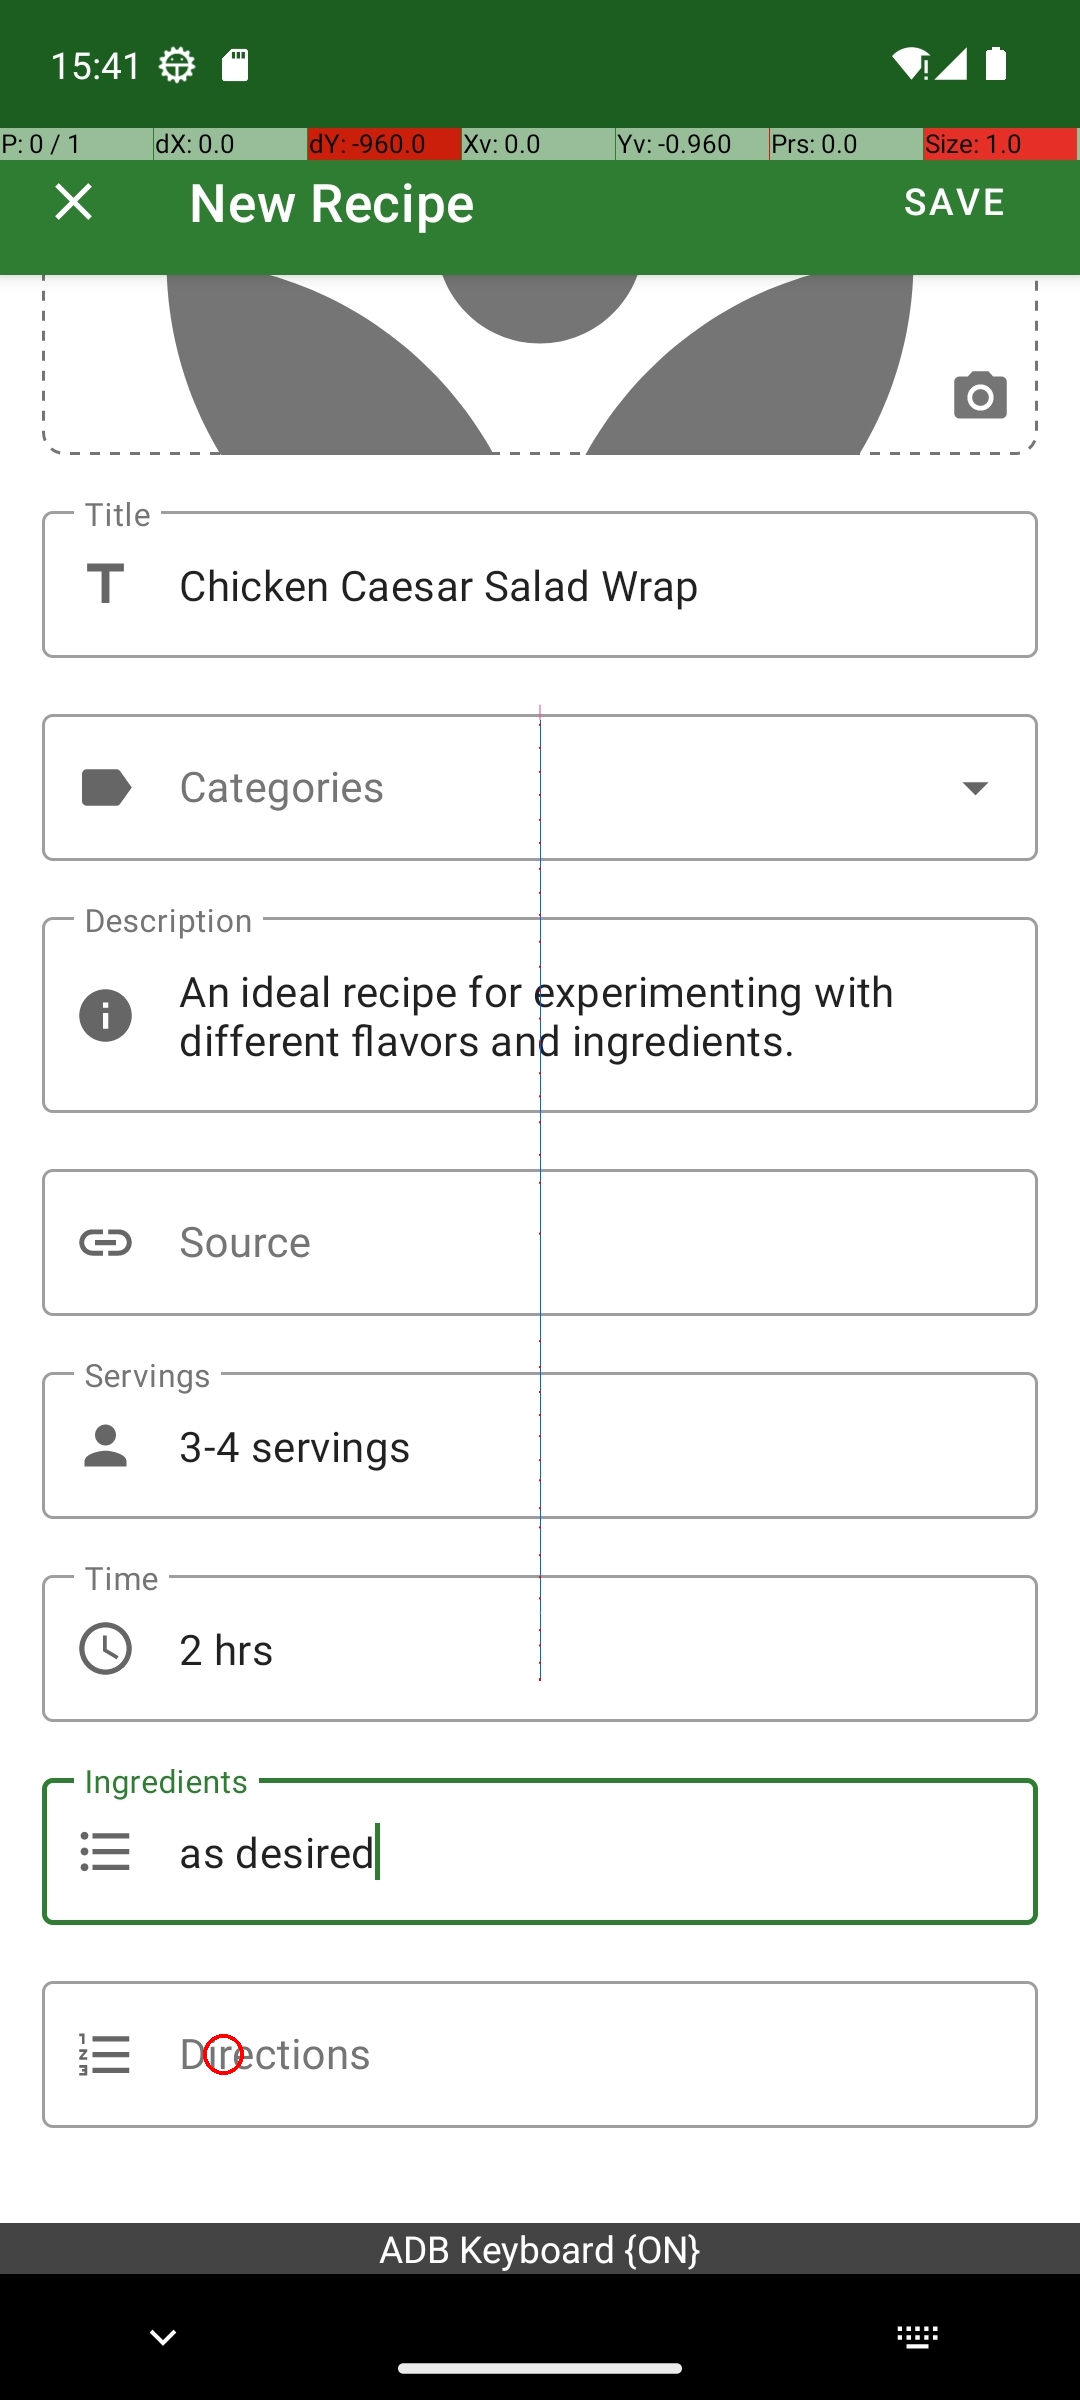 15:41
P: 0 / 1 dX: 0.0 dY: -960.0 Xv: 0.0 Yv: -0.960 Prs: 0.0 Size: 1.0
New Recipe SAVE
Title
T Chicken Caesar Salad Wrap
Categories
Description
An ideal recipe for experimenting with
different flavors and ingredients.
Source
Servings
3-4 servings
Time
2 hrs
Ingredients
as desired
Directions
ADB Keyboard {ON}